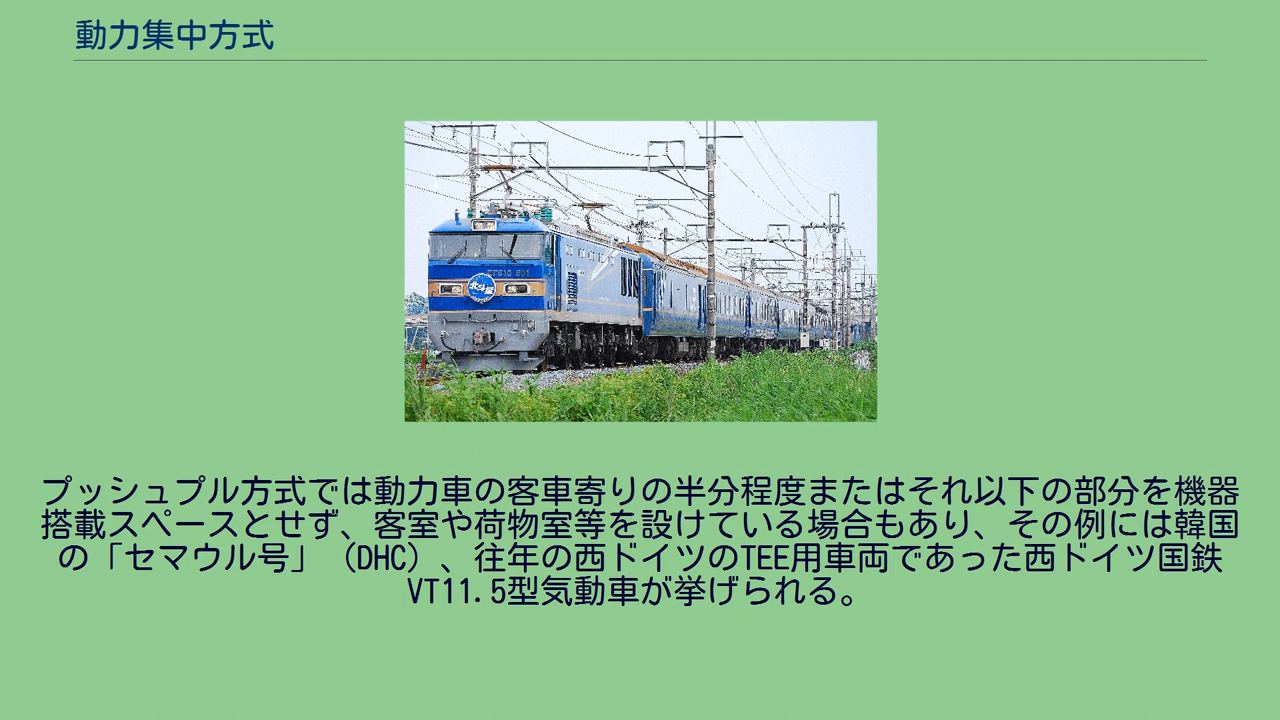 動力集中方式
EF510 501
北斗星
プッシュプル方式では動力車の客車寄りの半分程度またはそれ以下の部分を機器
搭載スペースとせず、客室や荷物室等を設けている場合もあり、その例には韓国
の「セマウル号」（DHC）、往年の西ドイツのTEE用車両であった西ドイツ国鉄
VT11.5型気動車が挙げられる。